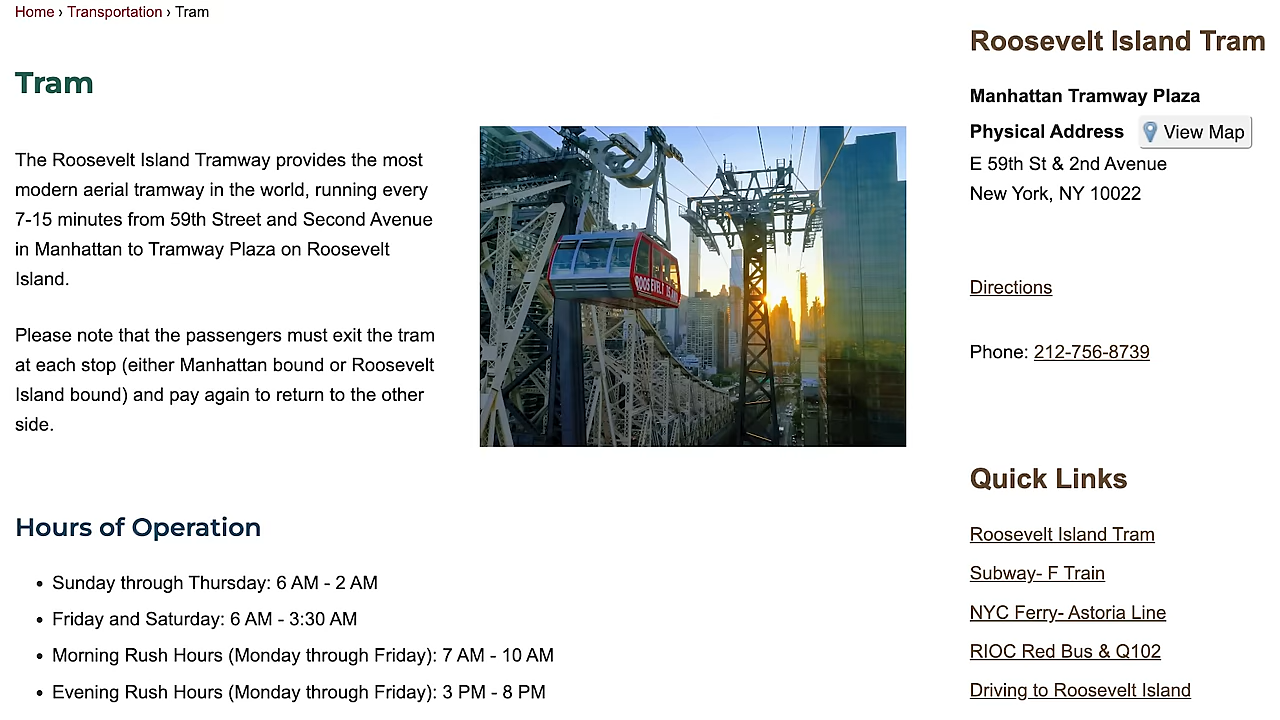 Home › Transportation › Tram
Tram
The Roosevelt Island Tramway provides the most
modern aerial tramway in the world, running every
7-15 minutes from 59th Street and Second Avenue
in Manhattan to Tramway Plaza on Roosevelt
Island.
Please note that the passengers must exit the tram
at each stop (either Manhattan bound or Roosevelt
Island bound) and pay again to return to the other
side.
ROOSEVELT
Hours of Operation
Sunday through Thursday: 6 AM - 2 AM
Friday and Saturday: 6 AM - 3:30 AM
Morning Rush Hours (Monday through Friday): 7 AM - 10 AM
Evening Rush Hours (Monday through Friday): 3 PM - 8 PM
Roosevelt Island Tram
Manhattan Tramway Plaza
Physical Address View Map
E 59th St & 2nd Avenue
New York, NY 10022
Directions
Phone: 212-756-8739
Quick Links
Roosevelt Island Tram
Subway- F Train
NYC Ferry- Astoria Line
RIOC Red Bus & Q102
Driving to Roosevelt Island